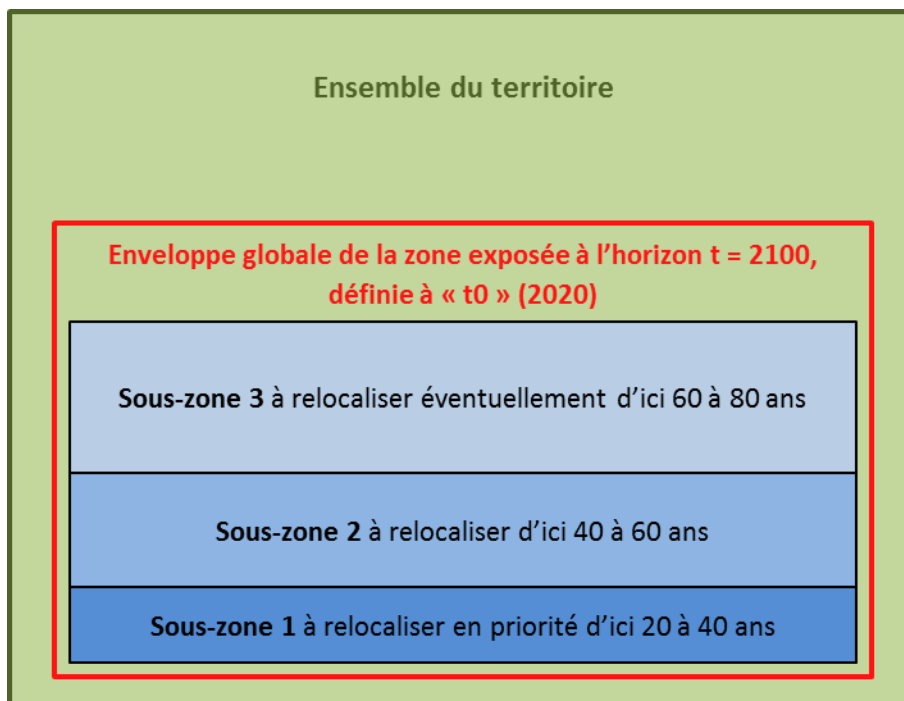 Ensemble du territoire
Enveloppe globale de la zone exposée à l’horizon t = 2100,
définie à « t0 » (2020)
Sous-zone 3 à relocaliser éventuellement d’ici 60 à 80 ans
Sous-zone 2 à relocaliser d’ici 40 à 60 ans
Sous-zone 1 à relocaliser en priorité d’ici 20 à 40 ans